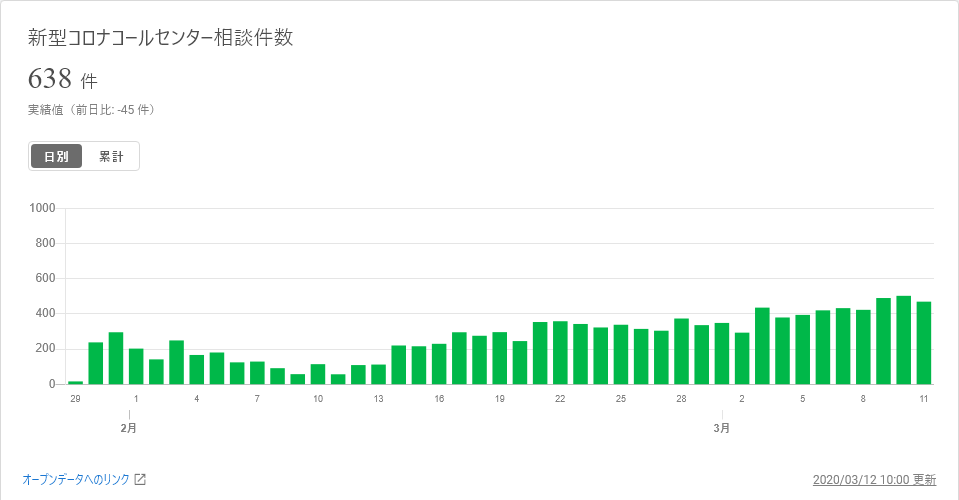 新型コロナコールセンター相談件数
638 件
実績値（前日比: -45 件）
日別 累計
1000
800
600
400
200
0
29 1 4 7 10 13 16 19 22 25 28 2 5 8 11
2月 3月
オープンデータへのリンク 2020/03/12 10:00 更新